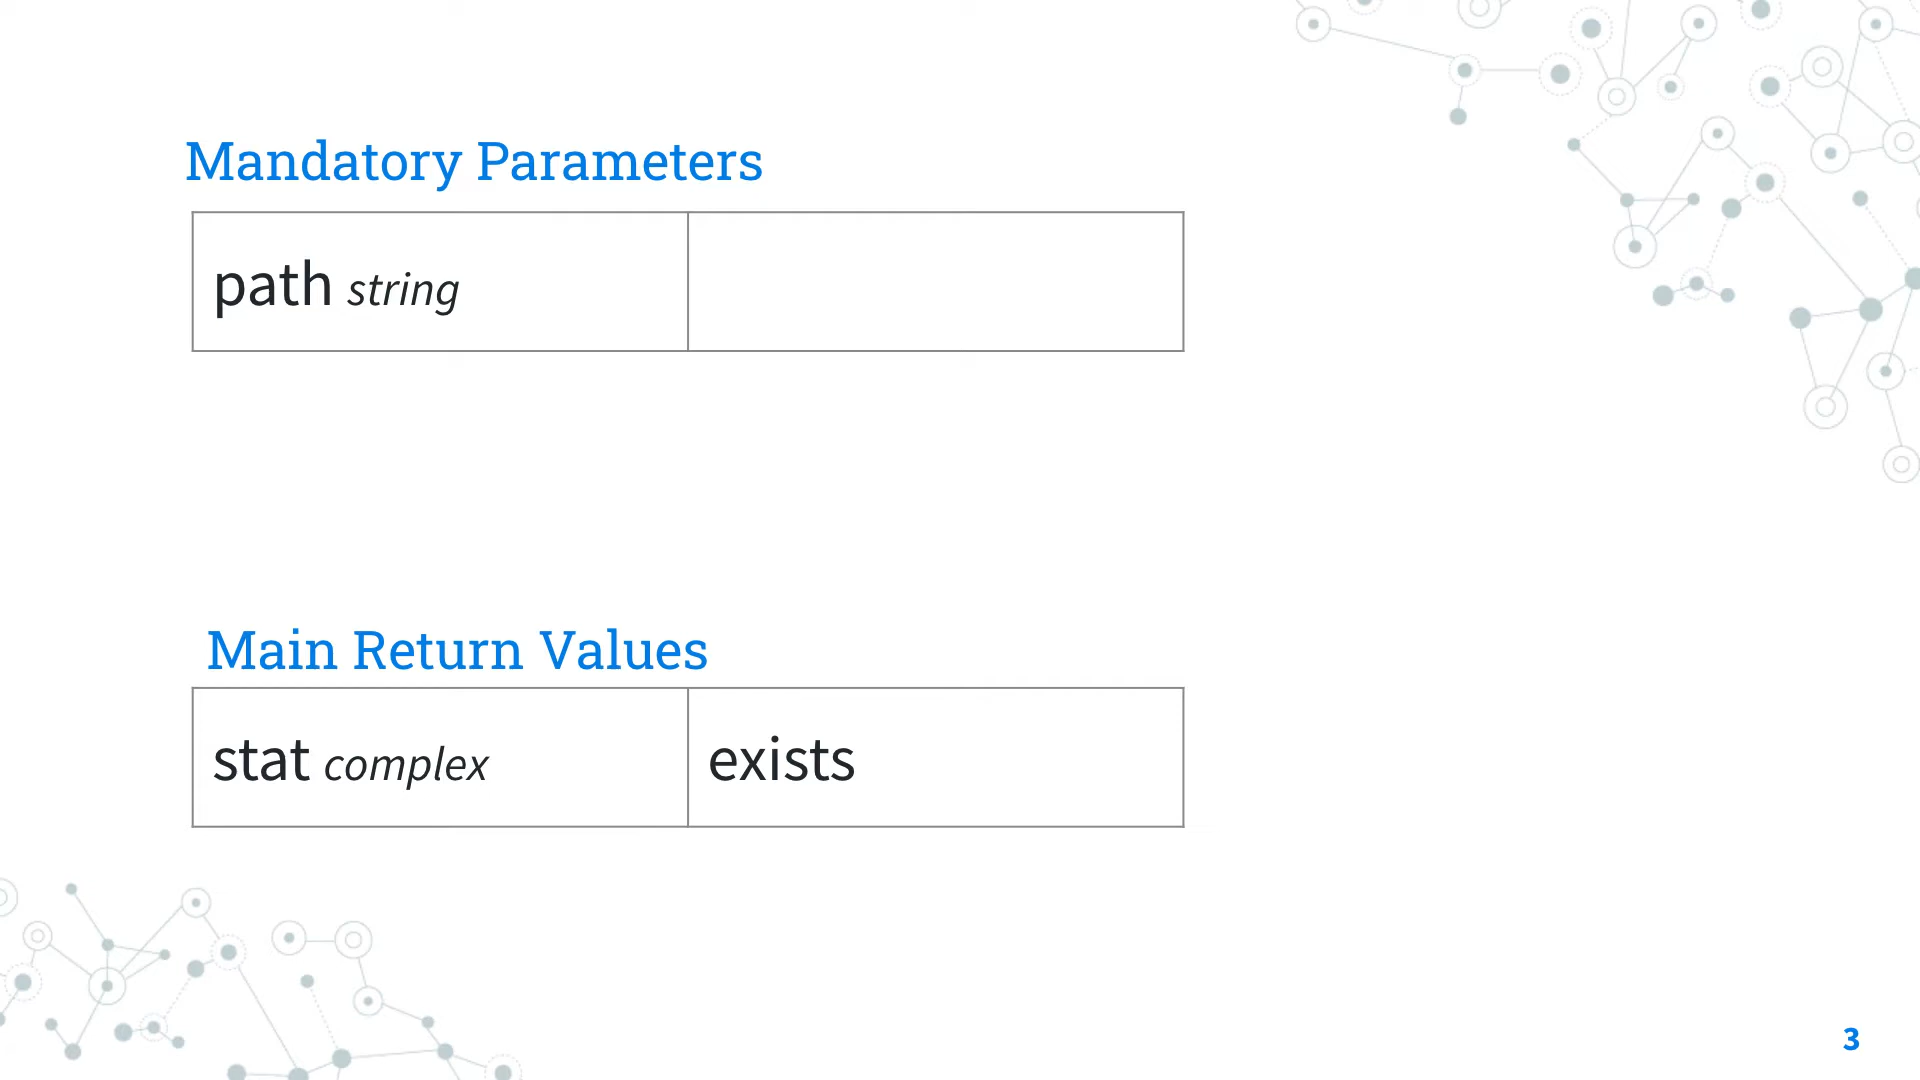 Mandatory Parameters
path string
Main Return Values
stat complex exists
3